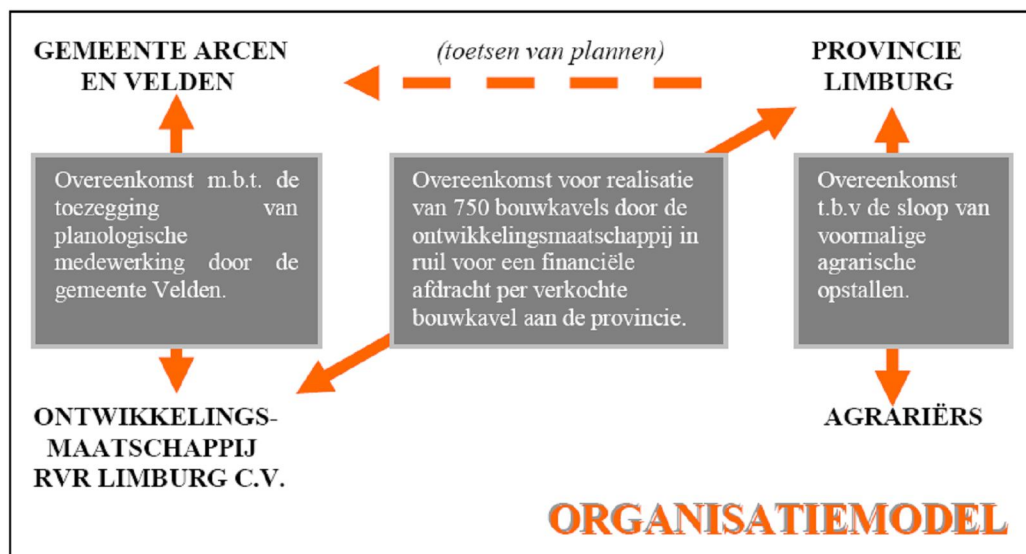 GEMEENTE ARCEN
EN VELDEN
(toetsen van plannen)
PROVINCIE
LIMBURG
Overeenkomst m.b.t. de
toezegging van
planologische
medewerking door de
gemeente Velden.
Overeenkomst voor realisatie
van 750 bouwkavels door de
ontwikkelingsmaatschappij in
ruil voor een financiële
afdracht per verkochte
bouwkavel aan de provincie.
Overeenkomst
t.b.v de sloop van
voormalige
agrarische
opstallen.
ONTWIKKELINGS-
MAATSCHAPPIJ
RVR LIMBURG C.V.
AGRARIËRS
ORGANISATIEMODEL